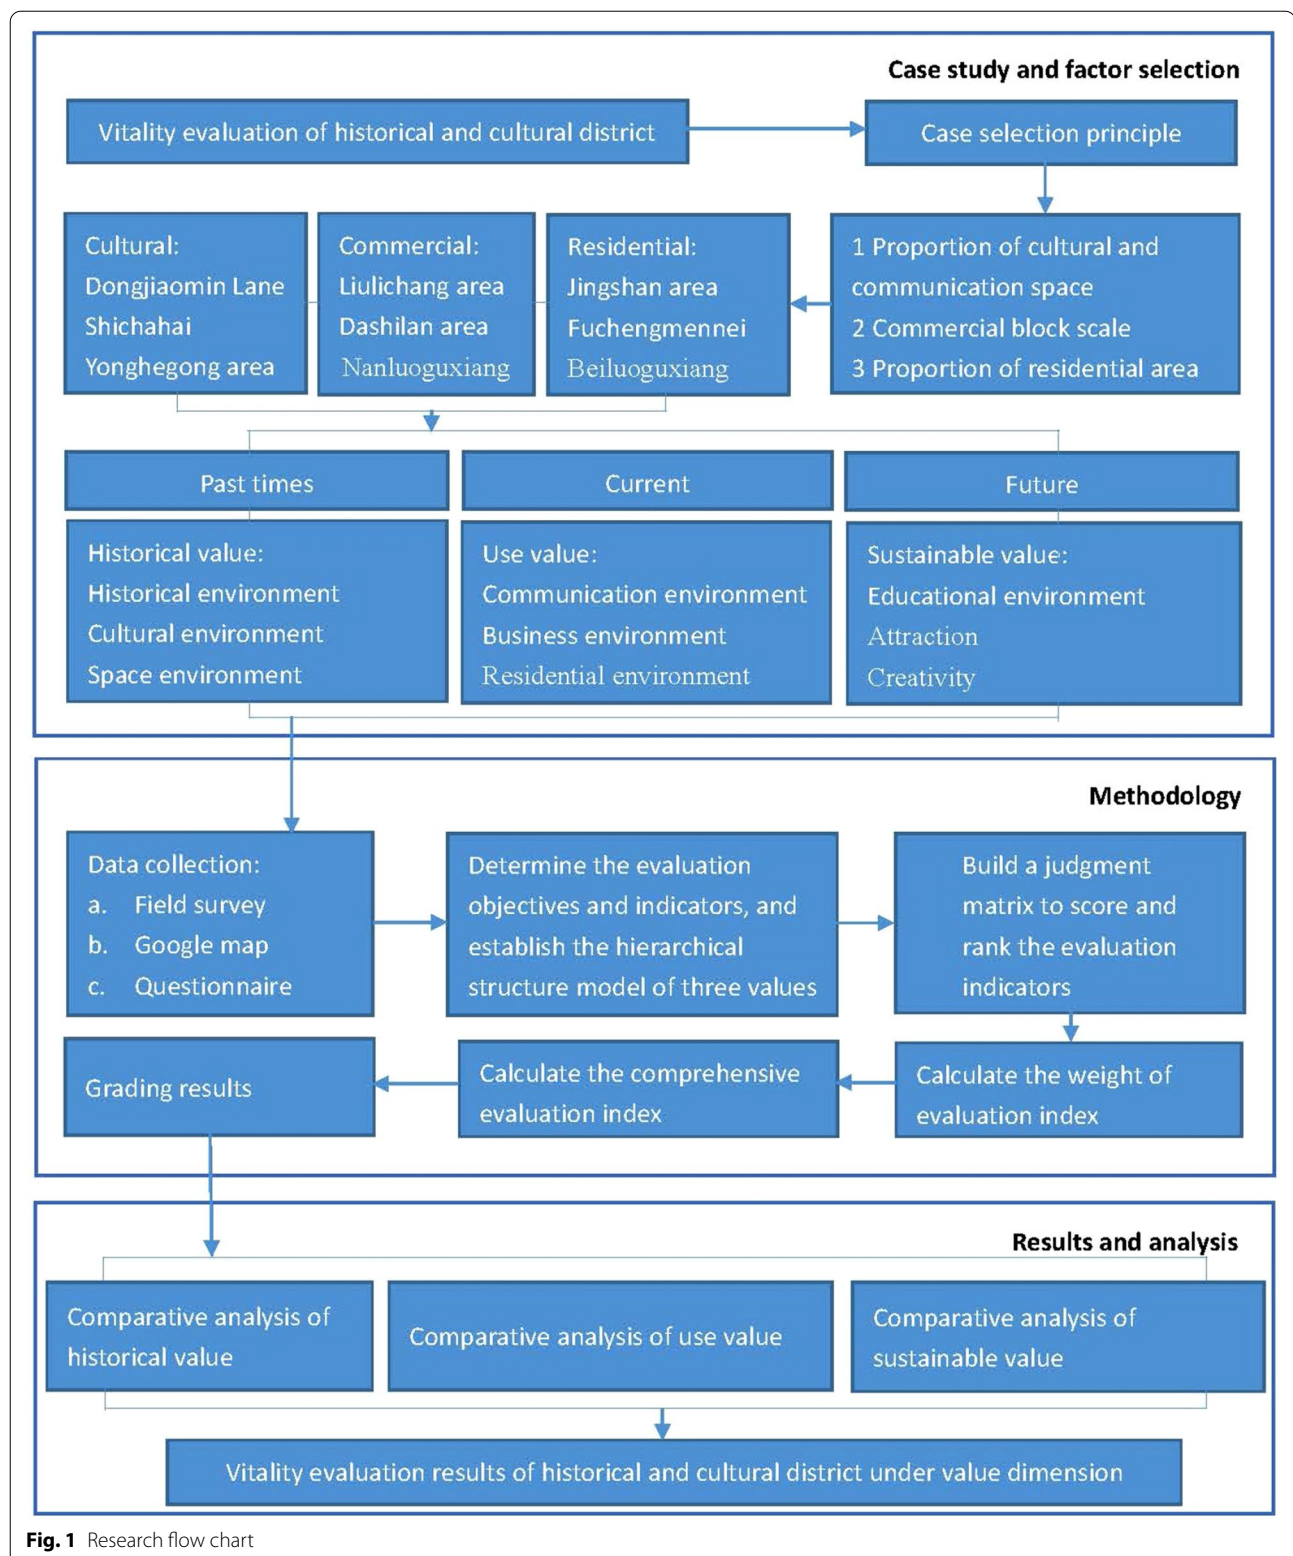 Case study and factor selection
Vitality evaluation of historical and cultural district
Case selection principle
Cultural:
Dongjiaomin Lane
Shichahai
Yonghegong area
Commercial:
Liulichang area
Dashilan area
Nanluoguxiang
Residential:
Jingshan area
Fuchengmennei
Beiluoguxiang
1 Proportion of cultural and
communication space
2 Commercial block scale
3 Proportion of residential area
Past times
Current
Future
Historical value:
Historical environment
Cultural environment
Space environment
Use value:
Communication environment
Business environment
Residential environment
Sustainable value:
Educational environment
Attraction
Creativity
Methodology
Data collection:
a. Field survey
b. Google map
c. Questionnaire
Determine the evaluation
objectives and indicators, and
establish the hierarchical
structure model of three values
Build a judgment
matrix to score and
rank the evaluation
indicators
Grading results
Calculate the comprehensive
evaluation index
Calculate the weight of
evaluation index
Results and analysis
Comparative analysis of
historical value
Comparative analysis of use value
Comparative analysis of
sustainable value
Vitality evaluation results of historical and cultural district under value dimension
Fig. 1 Research flow chart